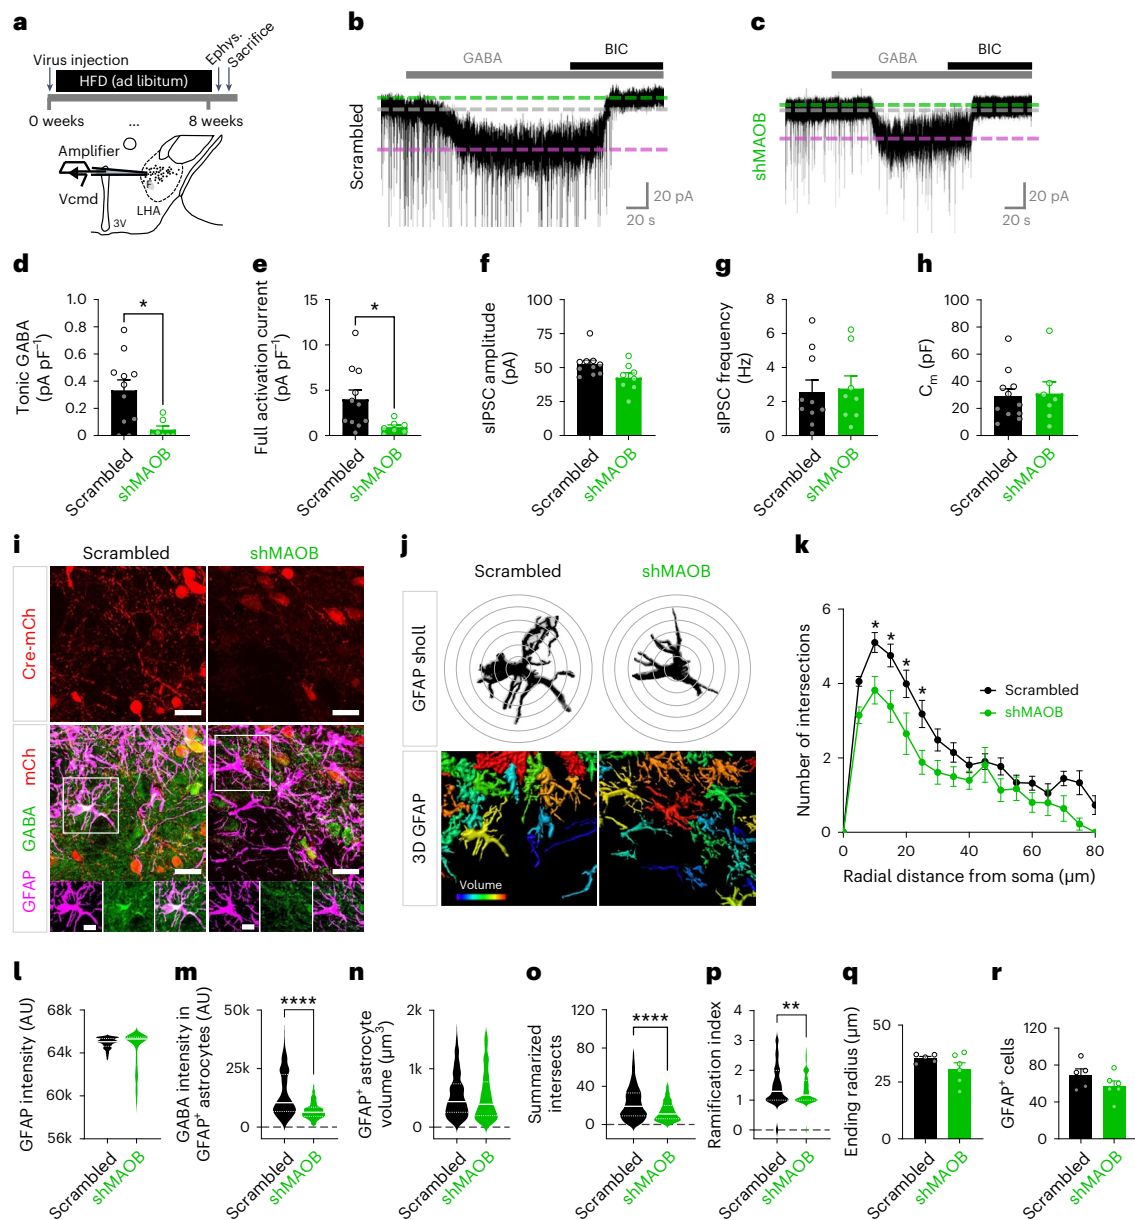 a
Virus injection
Ephys.
Sacrifice
HFD (ad libitum)
0 weeks
...
8 weeks
Amplifier
Vcmd
LHA
3V
b
Scrambled
GABA
BIC
20 pA
20 s
c
shMAOB
GABA
BIC
20 pA
20 s
d
Tonic GABA
(pA pF⁻¹)
1.0
0.8
0.6
0.4
0.2
0
*
Scrambled
shMAOB
e
Full activation current
(pA pF⁻¹)
15
10
5
0
*
Scrambled
shMAOB
f
sIPSC amplitude
(pA)
100
75
50
25
0
Scrambled
shMAOB
g
sIPSC frequency
(Hz)
8
6
4
2
0
Scrambled
shMAOB
h
Cm (pF)
100
80
60
40
20
0
Scrambled
shMAOB
i
Scrambled
shMAOB
Cre-mCh
GFAP GABA mCh
j
Scrambled
shMAOB
GFAP sholl
3D GFAP
Volume
k
Number of intersections
6
4
2
0
* * * *
Scrambled
shMAOB
0 20 40 60 80
Radial distance from soma (µm)
l
GFAP intensity (AU)
68k
64k
60k
56k
Scrambled
shMAOB
m
GABA intensity in
GFAP⁺ astrocytes (AU)
50k
25k
0
****
Scrambled
shMAOB
n
GFAP⁺ astrocyte
volume (µm³)
2k
1k
0
Scrambled
shMAOB
o
Summarized
intersects
120
80
40
0
****
Scrambled
shMAOB
p
Ramification index
4
3
2
1
0
**
Scrambled
shMAOB
q
Ending radius (µm)
50
25
0
Scrambled
shMAOB
r
GFAP⁺ cells
120
80
40
0
Scrambled
shMAOB